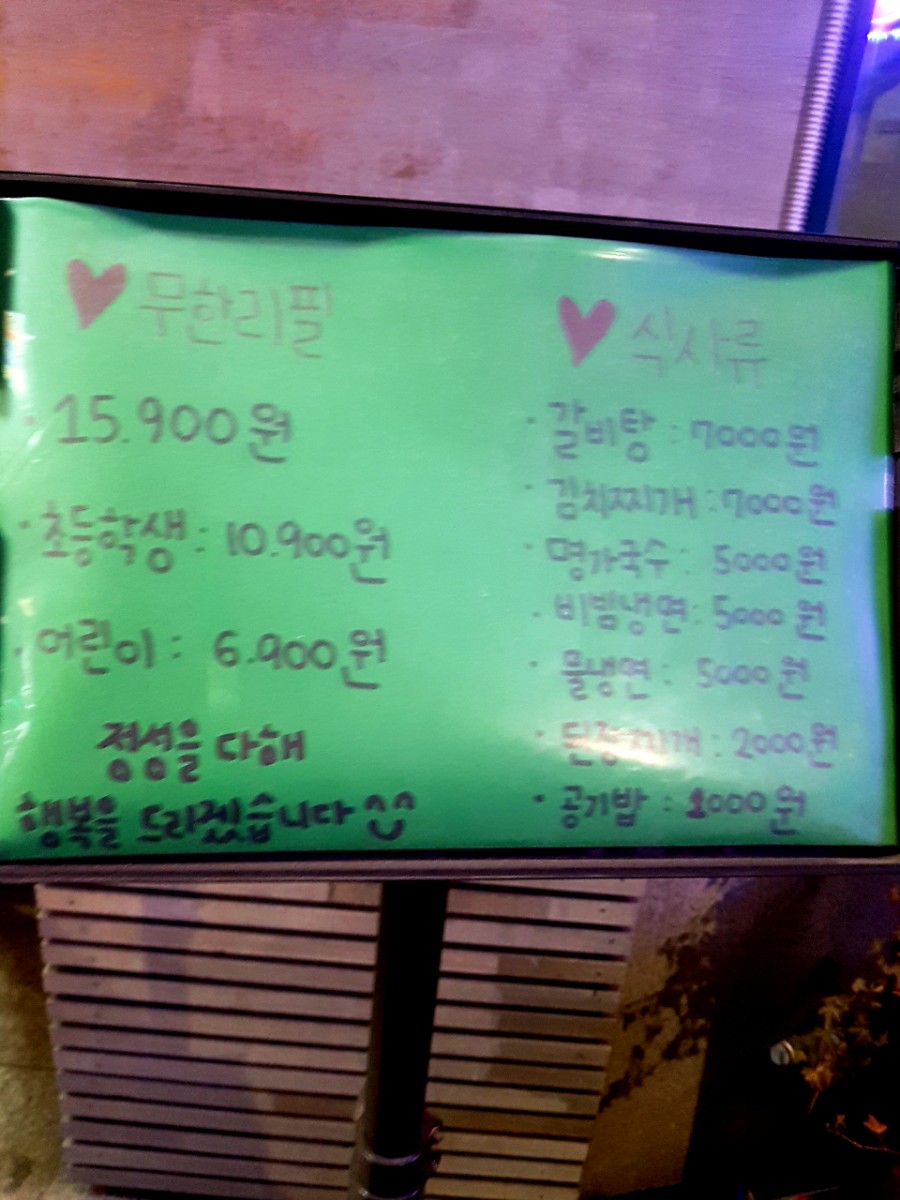 ♥ 무한리필
· 15.900원
· 초등학생 : 10.900원
· 어린이 : 6.900원
정성을 다해
행복을 드리겠습니다 ^^
♥ 식사류
· 갈비탕 : 7000원
· 김치찌개 : 7000원
· 명가국수 : 5000원
· 비빔냉면 : 5000원
· 물냉면 : 5000원
· 된장찌개 : 2000원
· 공기밥 : 1000원